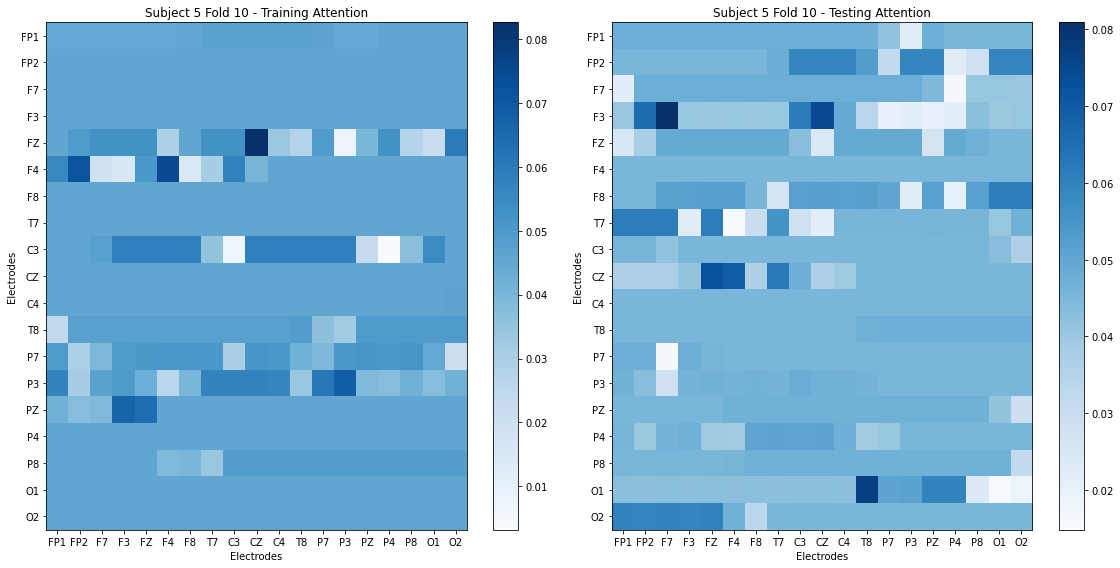 Subject 5 Fold 10 - Training Attention
FP1
FP2
F7
F3
FZ
F4
F8
T7
C3
CZ
C4
T8
P7
P3
PZ
P4
P8
O1
O2
Electrodes
FP1 FP2 F7 F3 FZ F4 F8 T7 C3 CZ C4 T8 P7 P3 PZ P4 P8 O1 O2
Electrodes
0.08
0.07
0.06
0.05
0.04
0.03
0.02
0.01
Subject 5 Fold 10 - Testing Attention
FP1
FP2
F7
F3
FZ
F4
F8
T7
C3
CZ
C4
T8
P7
P3
PZ
P4
P8
O1
O2
Electrodes
FP1 FP2 F7 F3 FZ F4 F8 T7 C3 CZ C4 T8 P7 P3 PZ P4 P8 O1 O2
Electrodes
0.08
0.07
0.06
0.05
0.04
0.03
0.02